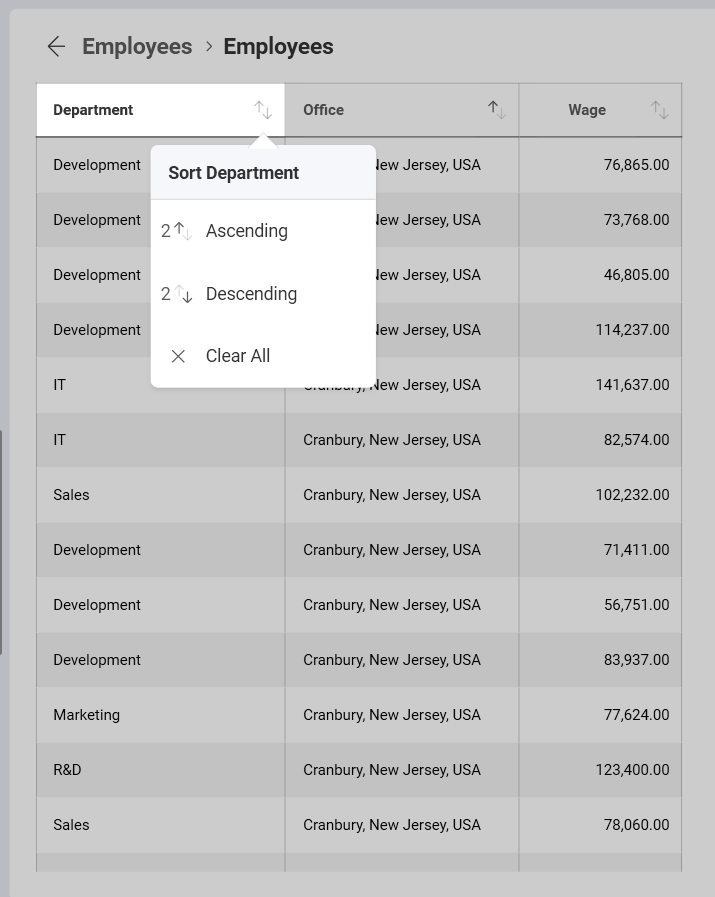 Employees > Employees
Department Office Wage
Sort Department
2 Ascending
2 Descending
Clear All
Development New Jersey, USA 76,865.00
Development New Jersey, USA 73,768.00
Development New Jersey, USA 46,805.00
Development New Jersey, USA 114,237.00
IT Cranbury, New Jersey, USA 141,637.00
IT Cranbury, New Jersey, USA 82,574.00
Sales Cranbury, New Jersey, USA 102,232.00
Development Cranbury, New Jersey, USA 71,411.00
Development Cranbury, New Jersey, USA 56,751.00
Development Cranbury, New Jersey, USA 83,937.00
Marketing Cranbury, New Jersey, USA 77,624.00
R&D Cranbury, New Jersey, USA 123,400.00
Sales Cranbury, New Jersey, USA 78,060.00